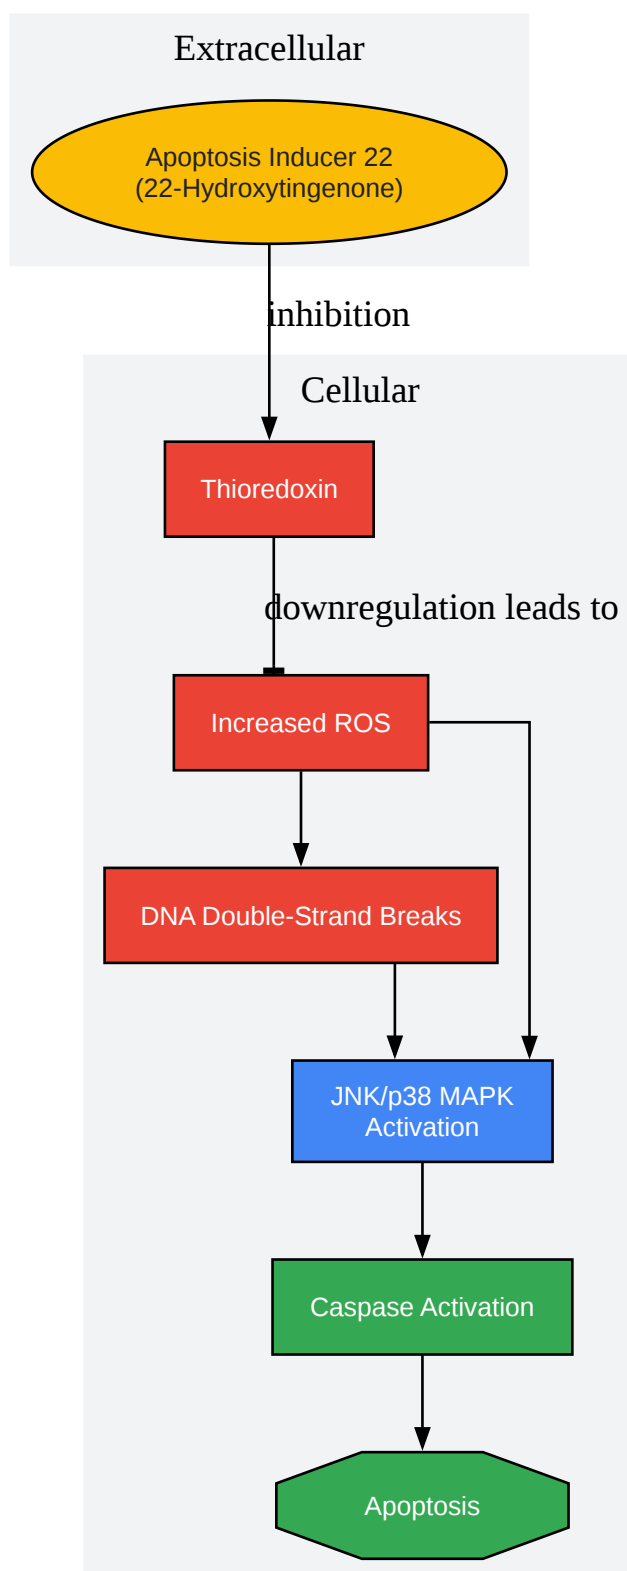 Extracellular
Apoptosis Inducer 22
(22-Hydroxytingenone)
inhibition
Cellular
Thioredoxin
downregulation leads to
Increased ROS
DNA Double-Strand Breaks
JNK/p38 MAPK
Activation
Caspase Activation
Apoptosis